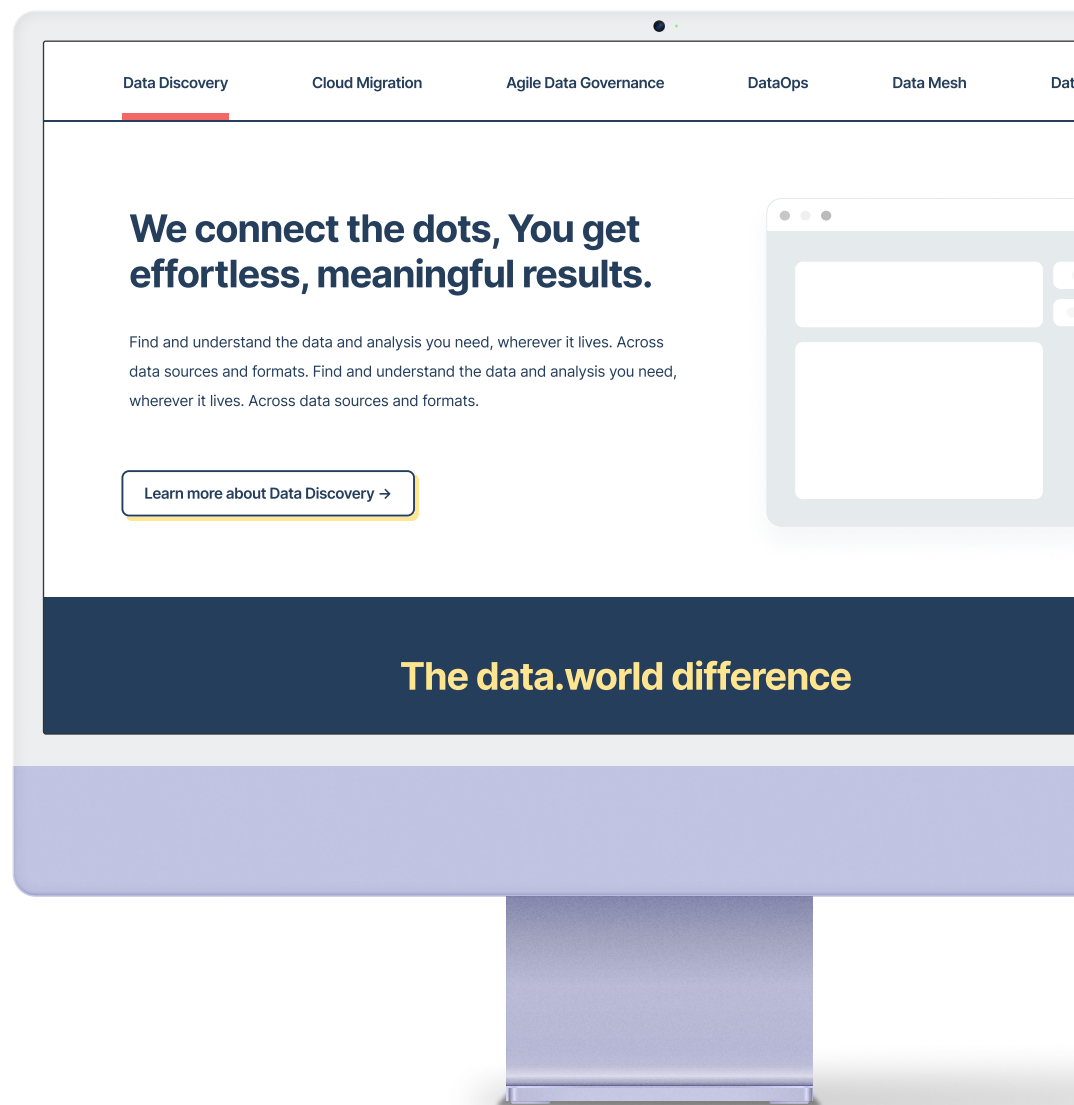 Data Discovery
Cloud Migration
Agile Data Governance
DataOps
Data Mesh
Dat
We connect the dots, You get
effortless, meaningful results.
Find and understand the data and analysis you need, wherever it lives. Across
data sources and formats. Find and understand the data and analysis you need,
wherever it lives. Across data sources and formats.
Learn more about Data Discovery →
The data.world difference